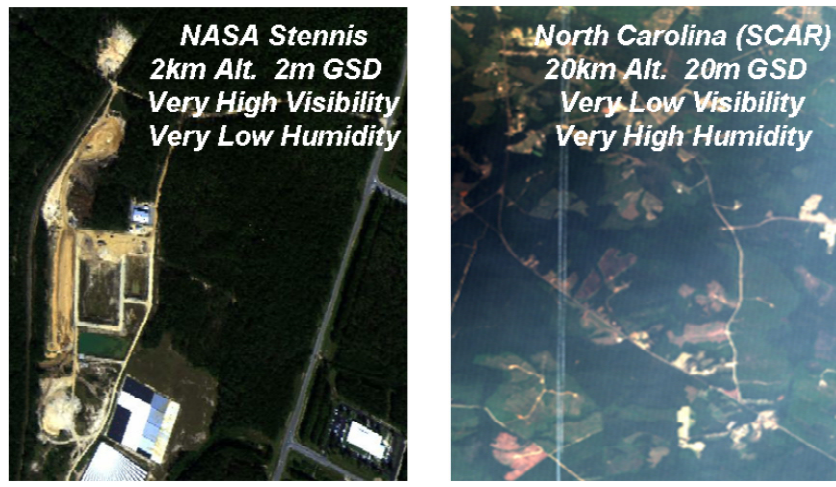 NASA Stennis
2km Alt. 2m GSD
Very High Visibility
Very Low Humidity
North Carolina (SCAR)
20km Alt. 20m GSD
Very Low Visibility
Very High Humidity